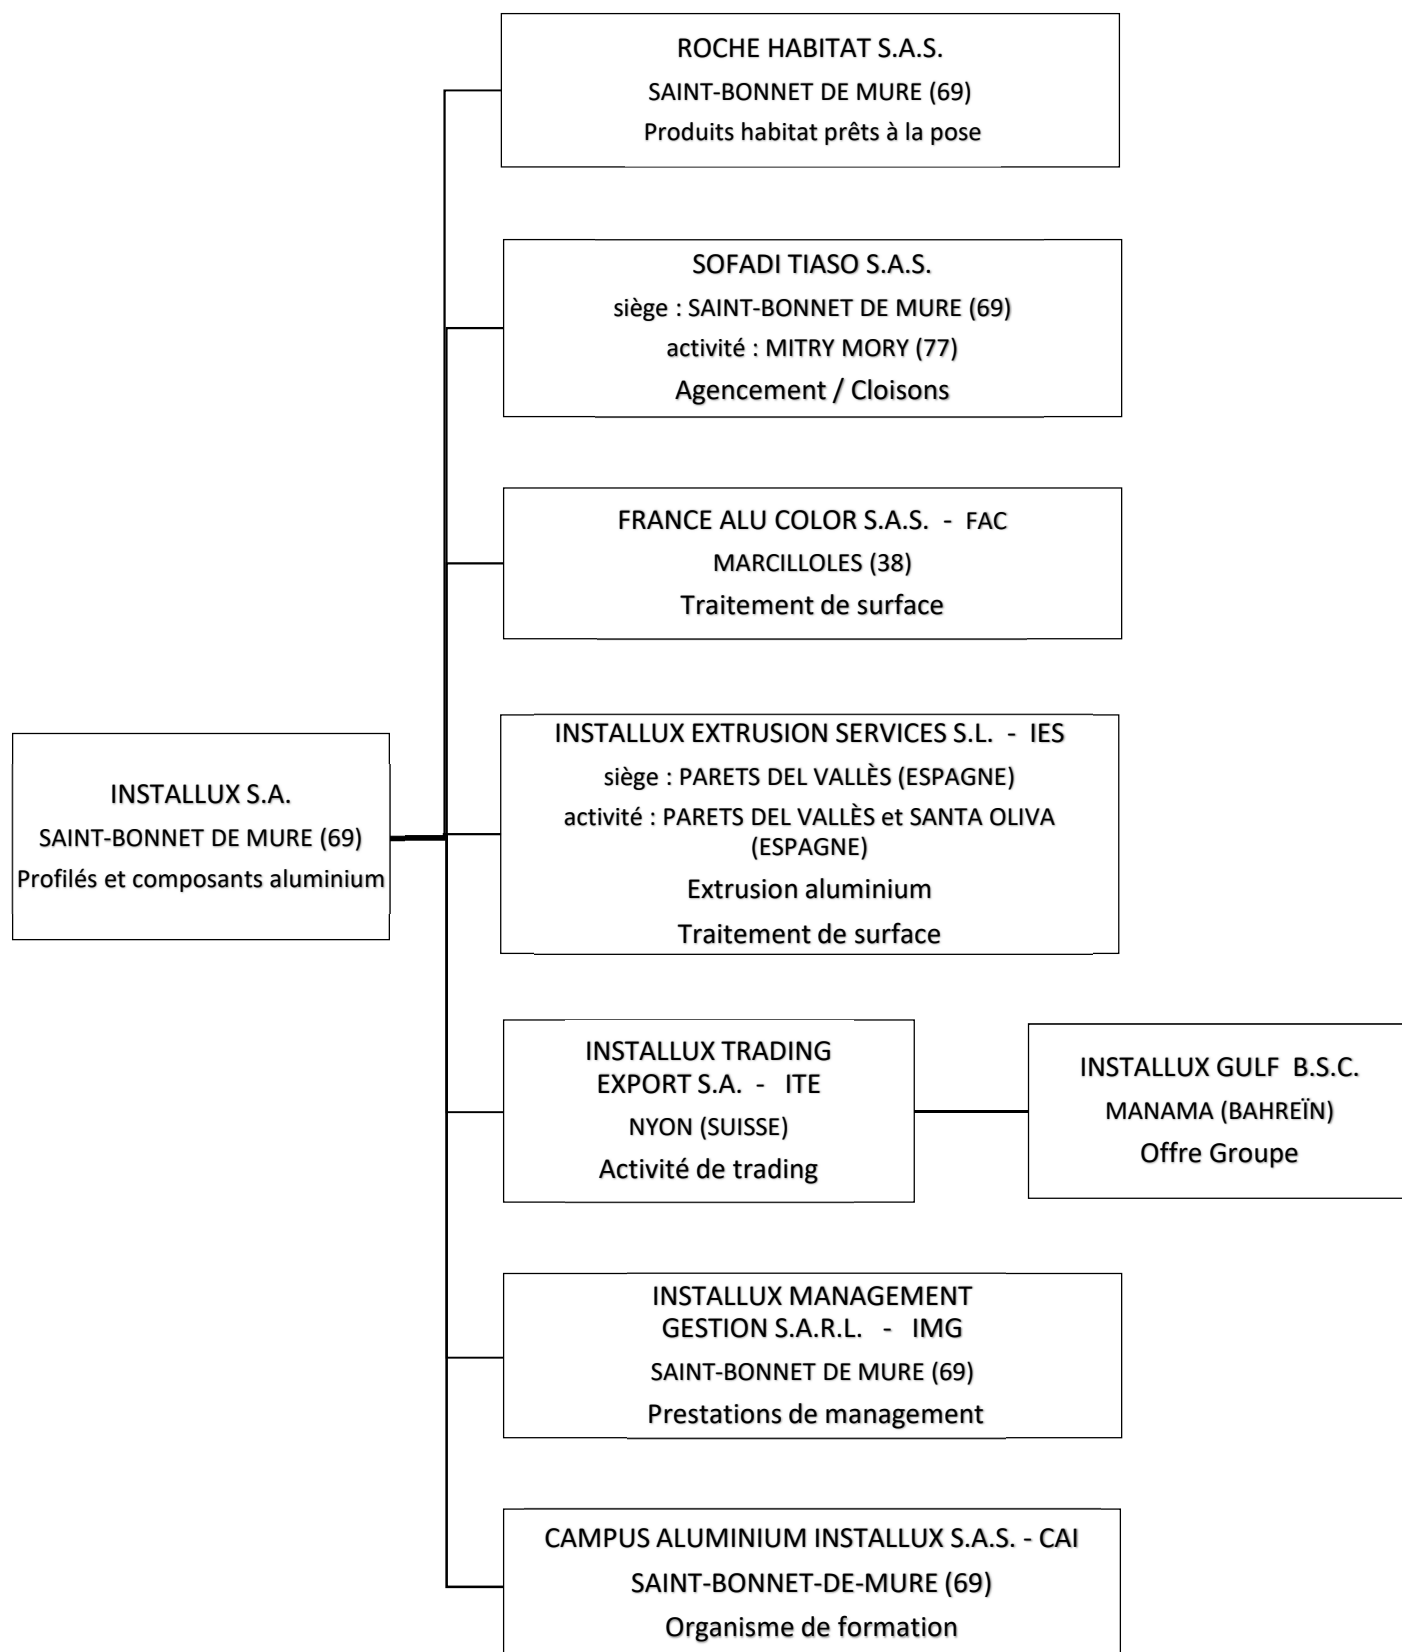 ROCHE HABITAT S.A.S.
SAINT-BONNET DE MURE (69)
Produits habitat prêts à la pose
SOFADI TIASO S.A.S.
siège : SAINT-BONNET DE MURE (69)
activité : MITRY MORY (77)
Agencement / Cloisons
FRANCE ALU COLOR S.A.S. - FAC
MARCILLOLES (38)
Traitement de surface
INSTALLUX S.A.
SAINT-BONNET DE MURE (69)
Profilés et composants aluminium
INSTALLUX EXTRUSION SERVICES S.L. - IES
siège : PARETS DEL VALLÈS (ESPAGNE)
activité : PARETS DEL VALLÈS et SANTA OLIVA
(ESPAGNE)
Extrusion aluminium
Traitement de surface
INSTALLUX TRADING
EXPORT S.A. - ITE
NYON (SUISSE)
Activité de trading
INSTALLUX GULF B.S.C.
MANAMA (BAHREÏN)
Offre Groupe
INSTALLUX MANAGEMENT
GESTION S.A.R.L. - IMG
SAINT-BONNET DE MURE (69)
Prestations de management
CAMPUS ALUMINIUM INSTALLUX S.A.S. - CAI
SAINT-BONNET-DE-MURE (69)
Organisme de formation